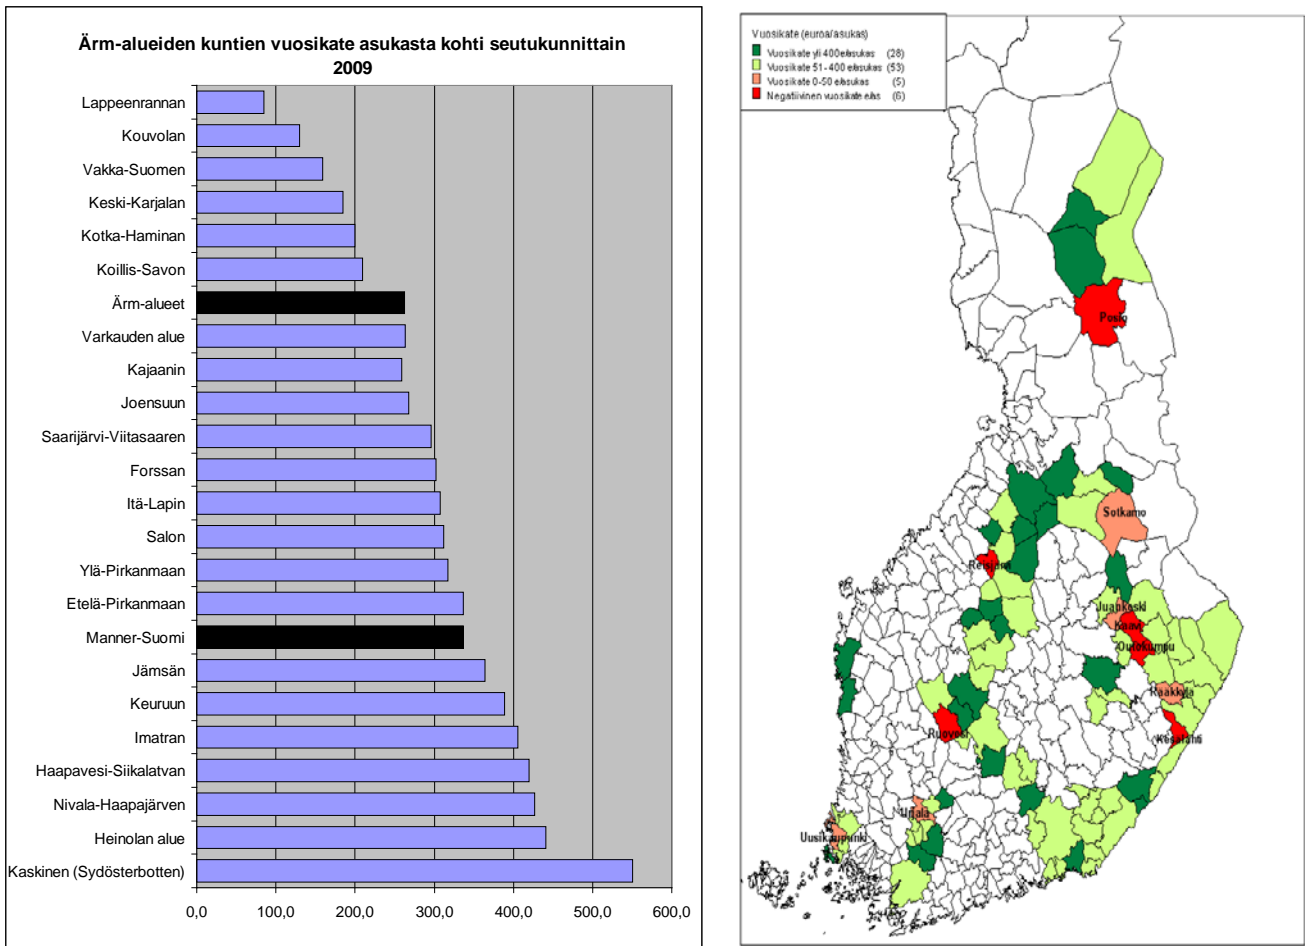 Ärm-alueiden kuntien vuosikate asukasta kohti seutukunnittain
2009
Lappeenrannan
Kouvolan
Vakka-Suomen
Keski-Karjalan
Kotka-Haminan
Koillis-Savon
Ärm-alueet
Varkauden alue
Kajaanin
Joensuun
Saarijärvi-Viitasaaren
Forssan
Itä-Lapin
Salon
Ylä-Pirkanmaan
Etelä-Pirkanmaan
Manner-Suomi
Jämsän
Keuruun
Imatran
Haapavesi-Siikalatvan
Nivala-Haapajärven
Heinolan alue
Kaskinen (Sydösterbotten)
0,0 100,0 200,0 300,0 400,0 500,0 600,0
Vuosikate (euroa/asukas)
Vuosikate yli 400e/asukas (28)
Vuosikate 51-400 e/asukas (53)
Vuosikate 0-50 e/asukas (5)
Negatiivinen vuosikate e/as (6)
Posio
Sotkamo
Reisjärvi
Juankoski
Kaavi
Outokumpu
Rääkkylä
Ruovesi
Kesälahti
Urjala
Uusikaupunki